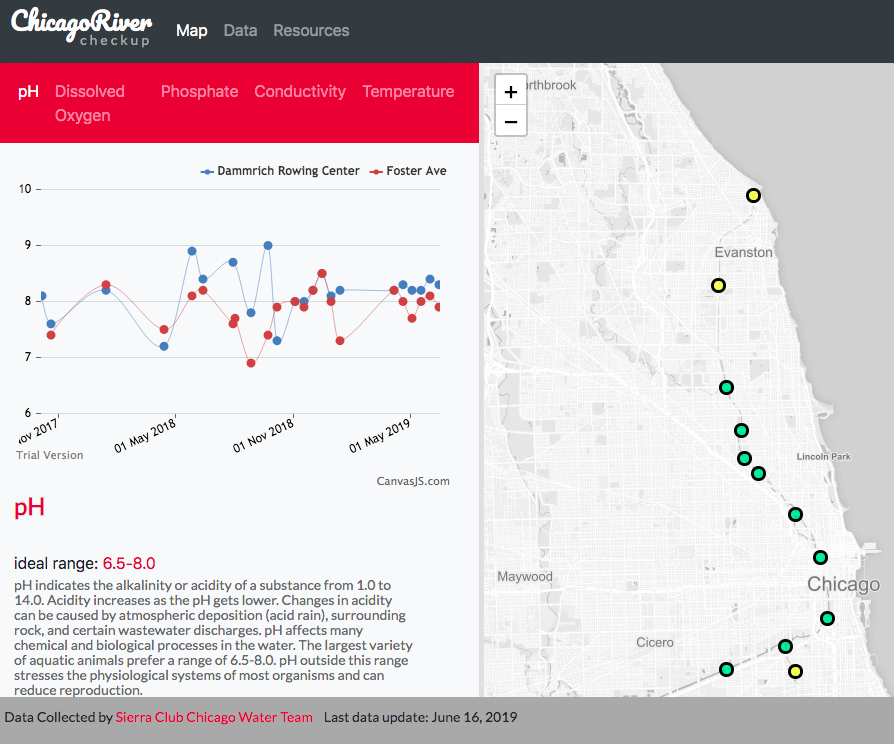 ChicagoRiver
checkup
Map Data Resources
pH Dissolved Oxygen Phosphate Conductivity Temperature
Dammrich Rowing Center Foster Ave
10
9
8
7
6
ov 2017 01 May 2018 01 Nov 2018 01 May 2019
Trial Version
CanvasJS.com
pH
ideal range: 6.5-8.0
pH indicates the alkalinity or acidity of a substance from 1.0 to
14.0. Acidity increases as the pH gets lower. Changes in acidity
can be caused by atmospheric deposition (acid rain), surrounding
rock, and certain wastewater discharges. pH affects many
chemical and biological processes in the water. The largest variety
of aquatic animals prefer a range of 6.5-8.0. pH outside this range
stresses the physiological systems of most organisms and can
reduce reproduction.
+
−
orthbrook
Evanston
Lincoln Park
Maywood
Chicago
Cicero
Data Collected by Sierra Club Chicago Water Team Last data update: June 16, 2019